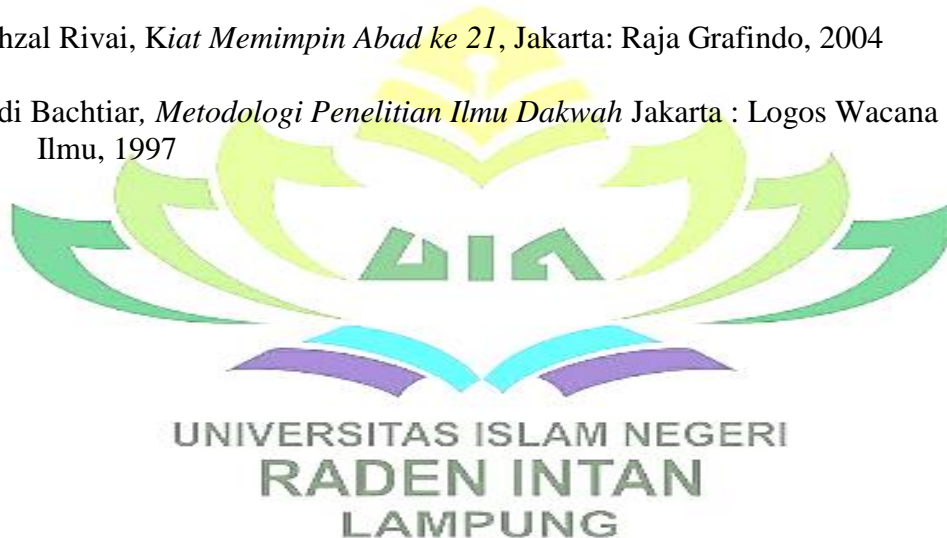 hzal Rivai, Kiat Memimpin Abad ke 21, Jakarta: Raja Grafindo, 2004
di Bachtiar, Metodologi Penelitian Ilmu Dakwah Jakarta : Logos Wacana
Ilmu, 1997
UIN
UNIVERSITAS ISLAM NEGERI
RADEN INTAN
LAMPUNG